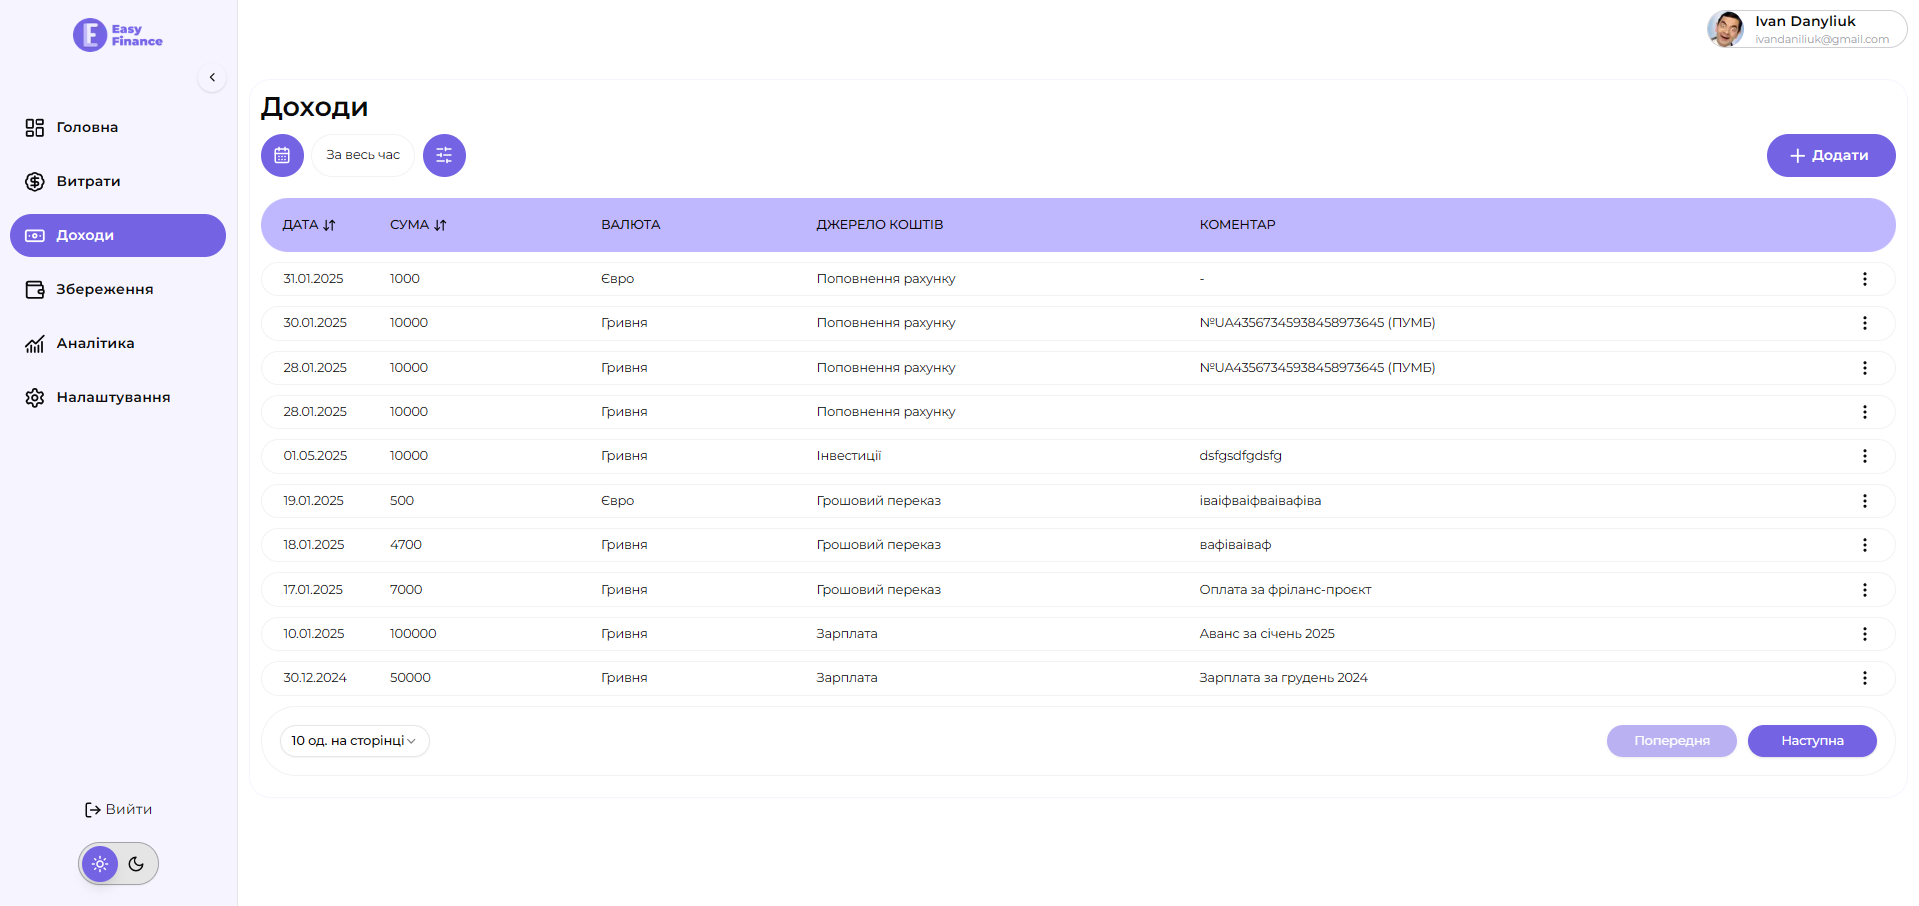 Easy
Finance
Ivan Danyliuk
ivandaniliuk@gmail.com
Головна
Витрати
Доходи
Збереження
Аналітика
Налаштування
Вийти
Доходи
За весь час
Додати
ДАТА СУМА ВАЛЮТА ДЖЕРЕЛО КОШТІВ КОМЕНТАР
31.01.2025 1000 Євро Поповнення рахунку -
30.01.2025 10000 Гривня Поповнення рахунку №UA43567345938458973645 (ПУМБ)
28.01.2025 10000 Гривня Поповнення рахунку №UA43567345938458973645 (ПУМБ)
28.01.2025 10000 Гривня Поповнення рахунку
01.05.2025 10000 Гривня Інвестиції dsfgsdfgdsfg
19.01.2025 500 Євро Грошовий переказ іваіфваіфваівафіва
18.01.2025 4700 Гривня Грошовий переказ вафіваіваф
17.01.2025 7000 Гривня Грошовий переказ Оплата за фріланс-проєкт
10.01.2025 100000 Гривня Зарплата Аванс за січень 2025
30.12.2024 50000 Гривня Зарплата Зарплата за грудень 2024
10 од. на сторінці
Попередня
Наступна